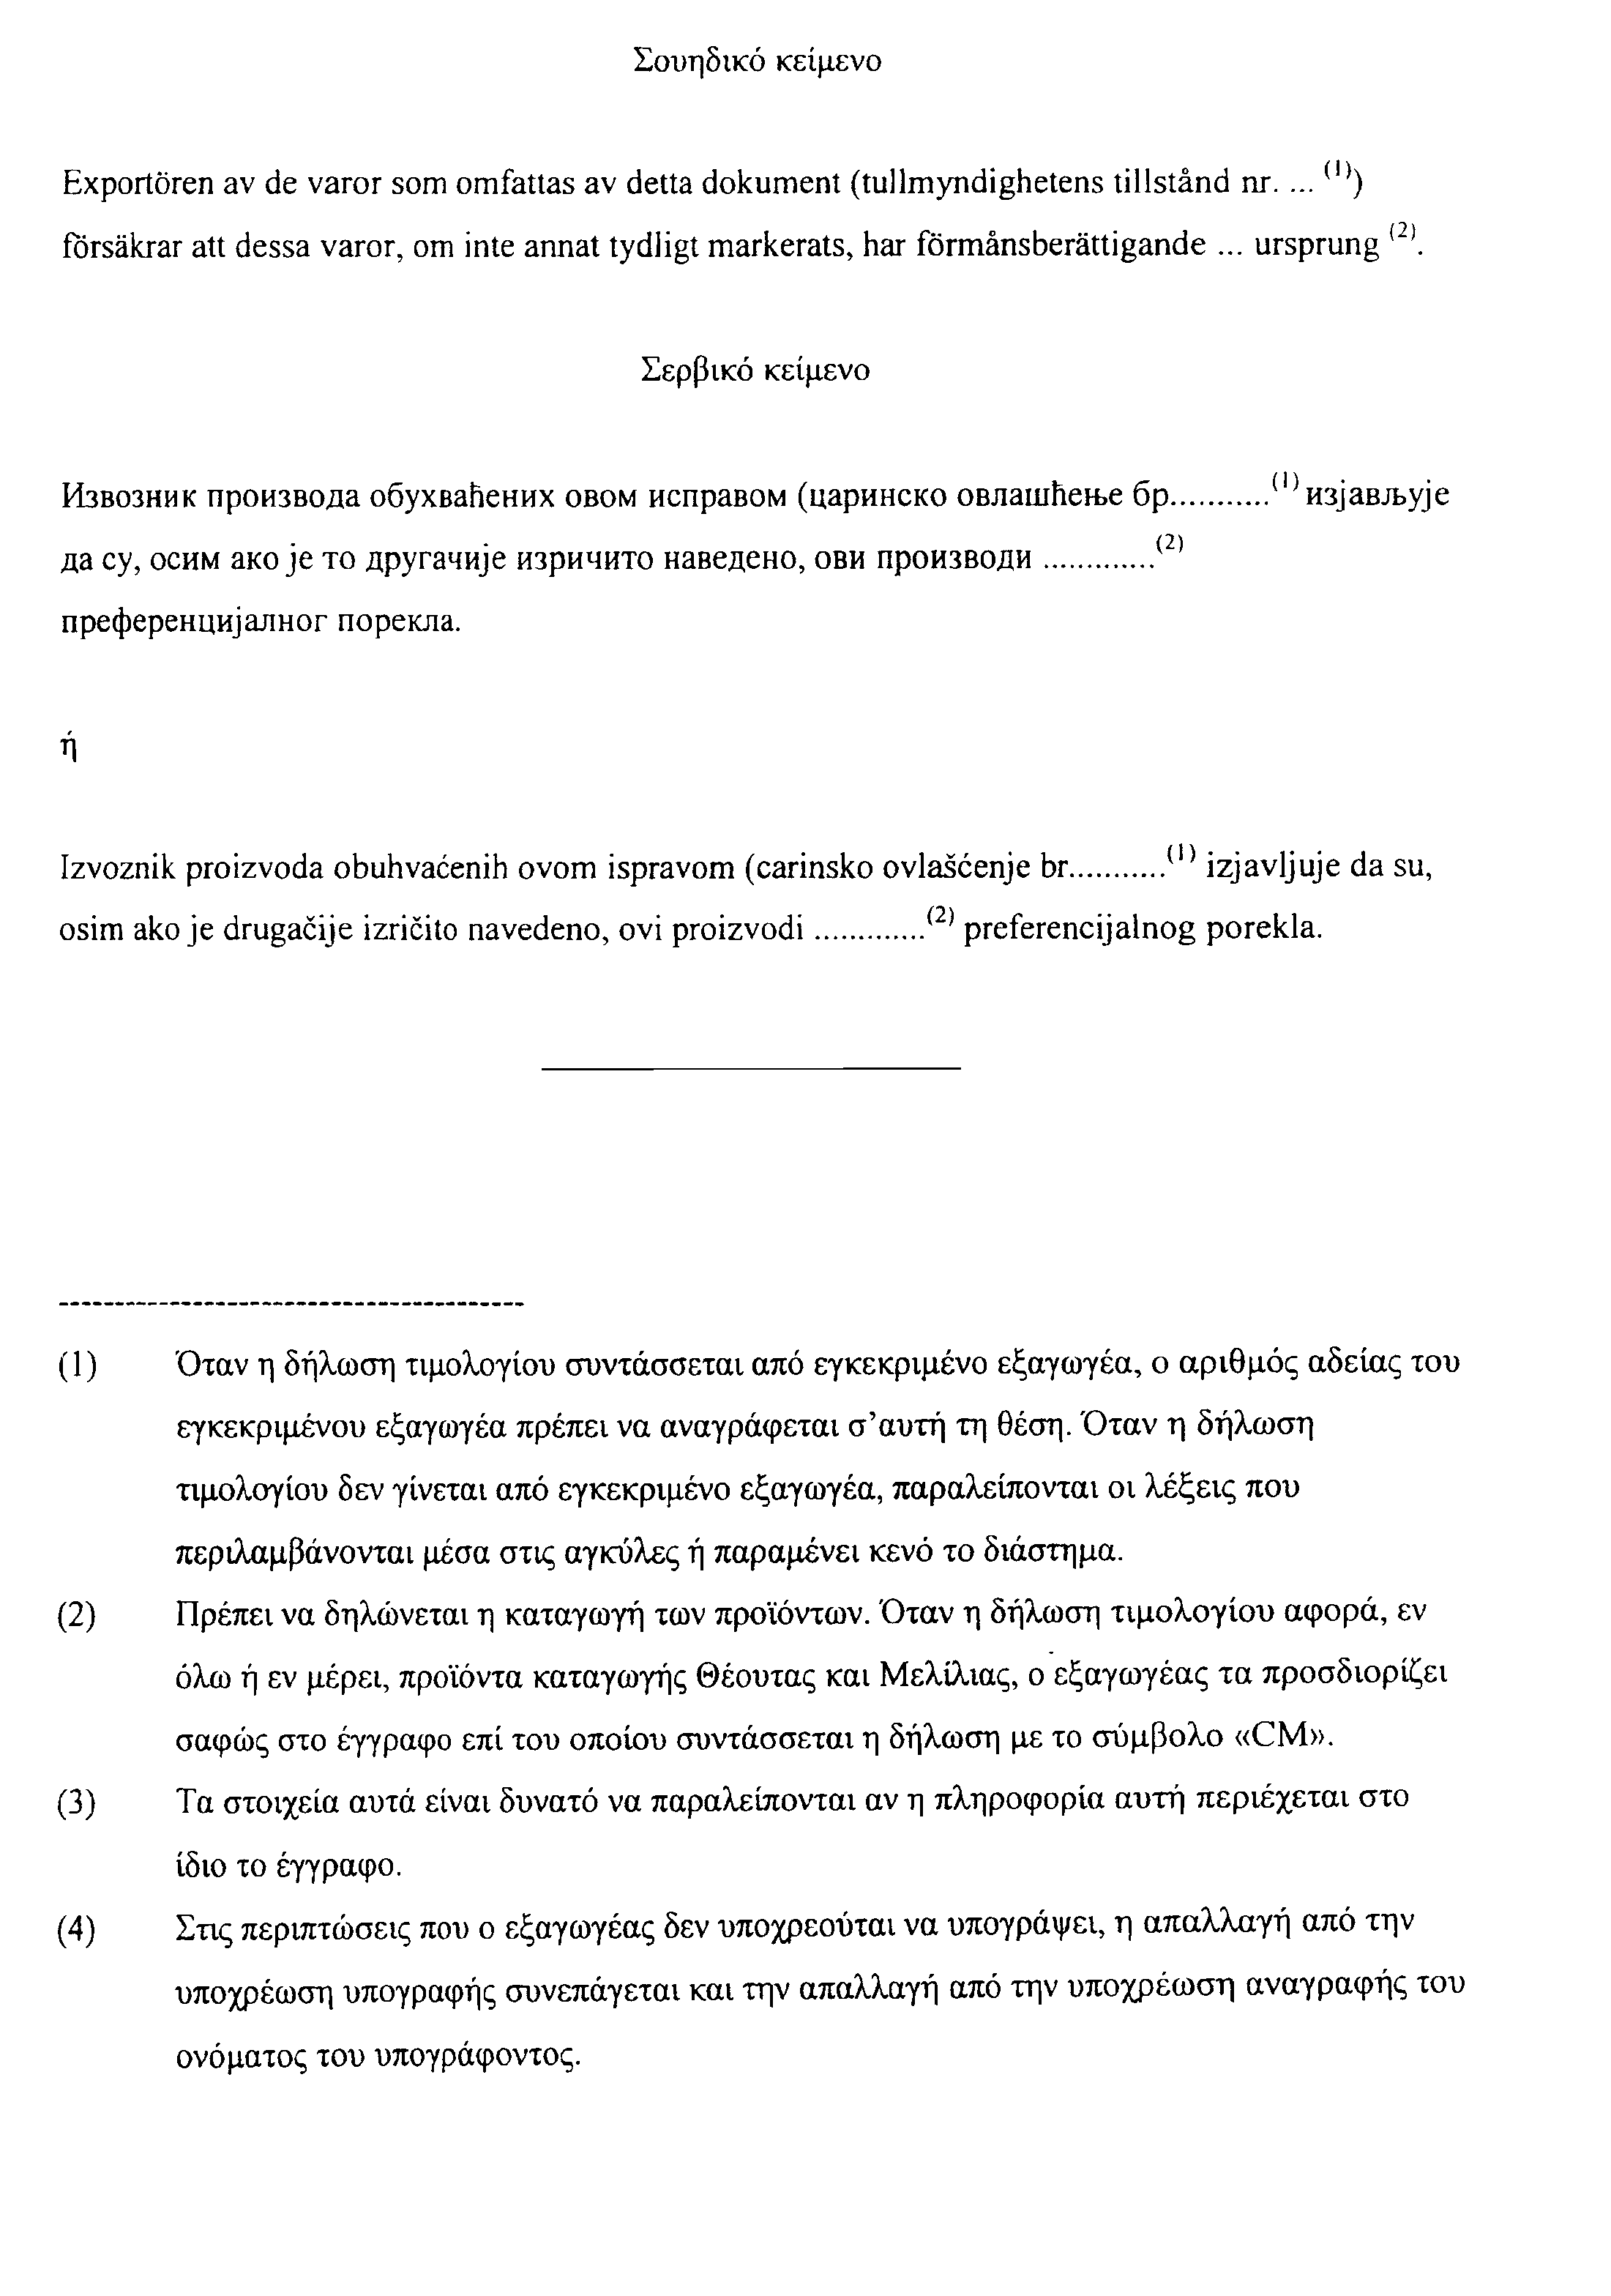 Σουηδικό κείμενο
Exportören av de varor som omfattas av detta dokument (tullmyndighetens tillstånd nr. ... (1))
försäkrar att dessa varor, om inte annat tydligt markerats, har förmånsberättigande ... ursprung (2).
Σερβικό κείμενο
Извозник производа обухваћених овом исправом (царинско овлашћење бр...........(1) изјављује
да су, осим ако је то другачије изричито наведено, ови производи .............(2)
преференцијалног порекла.
ή
Izvoznik proizvoda obuhvaćenih ovom ispravom (carinsko ovlašćenje br...........(1) izjavljuje da su,
osim ako je drugačije izričito navedeno, ovi proizvodi .............(2) preferencijalnog porekla.
(1) Όταν η δήλωση τιμολογίου συντάσσεται από εγκεκριμένο εξαγωγέα, ο αριθμός αδείας του
εγκεκριμένου εξαγωγέα πρέπει να αναγράφεται σ’αυτή τη θέση. Όταν η δήλωση
τιμολογίου δεν γίνεται από εγκεκριμένο εξαγωγέα, παραλείπονται οι λέξεις που
περιλαμβάνονται μέσα στις αγκύλες ή παραμένει κενό το διάστημα.
(2) Πρέπει να δηλώνεται η καταγωγή των προϊόντων. Όταν η δήλωση τιμολογίου αφορά, εν
όλω ή εν μέρει, προϊόντα καταγωγής Θέουτας και Μελίλιας, ο εξαγωγέας τα προσδιορίζει
σαφώς στο έγγραφο επί του οποίου συντάσσεται η δήλωση με το σύμβολο «CM».
(3) Τα στοιχεία αυτά είναι δυνατό να παραλείπονται αν η πληροφορία αυτή περιέχεται στο
ίδιο το έγγραφο.
(4) Στις περιπτώσεις που ο εξαγωγέας δεν υποχρεούται να υπογράψει, η απαλλαγή από την
υποχρέωση υπογραφής συνεπάγεται και την απαλλαγή από την υποχρέωση αναγραφής του
ονόματος του υπογράφοντος.